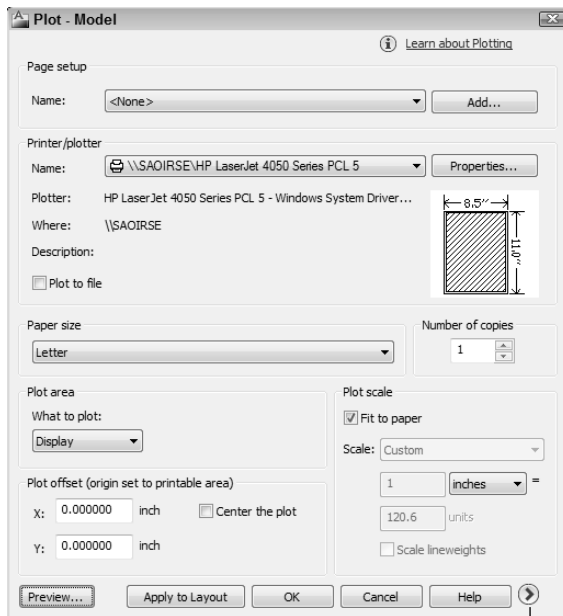 Plot - Model
Learn about Plotting
Page setup
Name: <None> Add...
Printer/plotter
Name: \\SAOIRSE\HP LaserJet 4050 Series PCL 5 Properties...
Plotter: HP LaserJet 4050 Series PCL 5 - Windows System Driver...
Where: \\SAOIRSE
Description:
Plot to file
8.5''
11.0''
Paper size
Letter
Number of copies
1
Plot area
What to plot:
Display
Plot offset (origin set to printable area)
X: 0.000000 inch Center the plot
Y: 0.000000 inch
Plot scale
Fit to paper
Scale: Custom
1 inches =
120.6 units
Scale lineweights
Preview... Apply to Layout OK Cancel Help